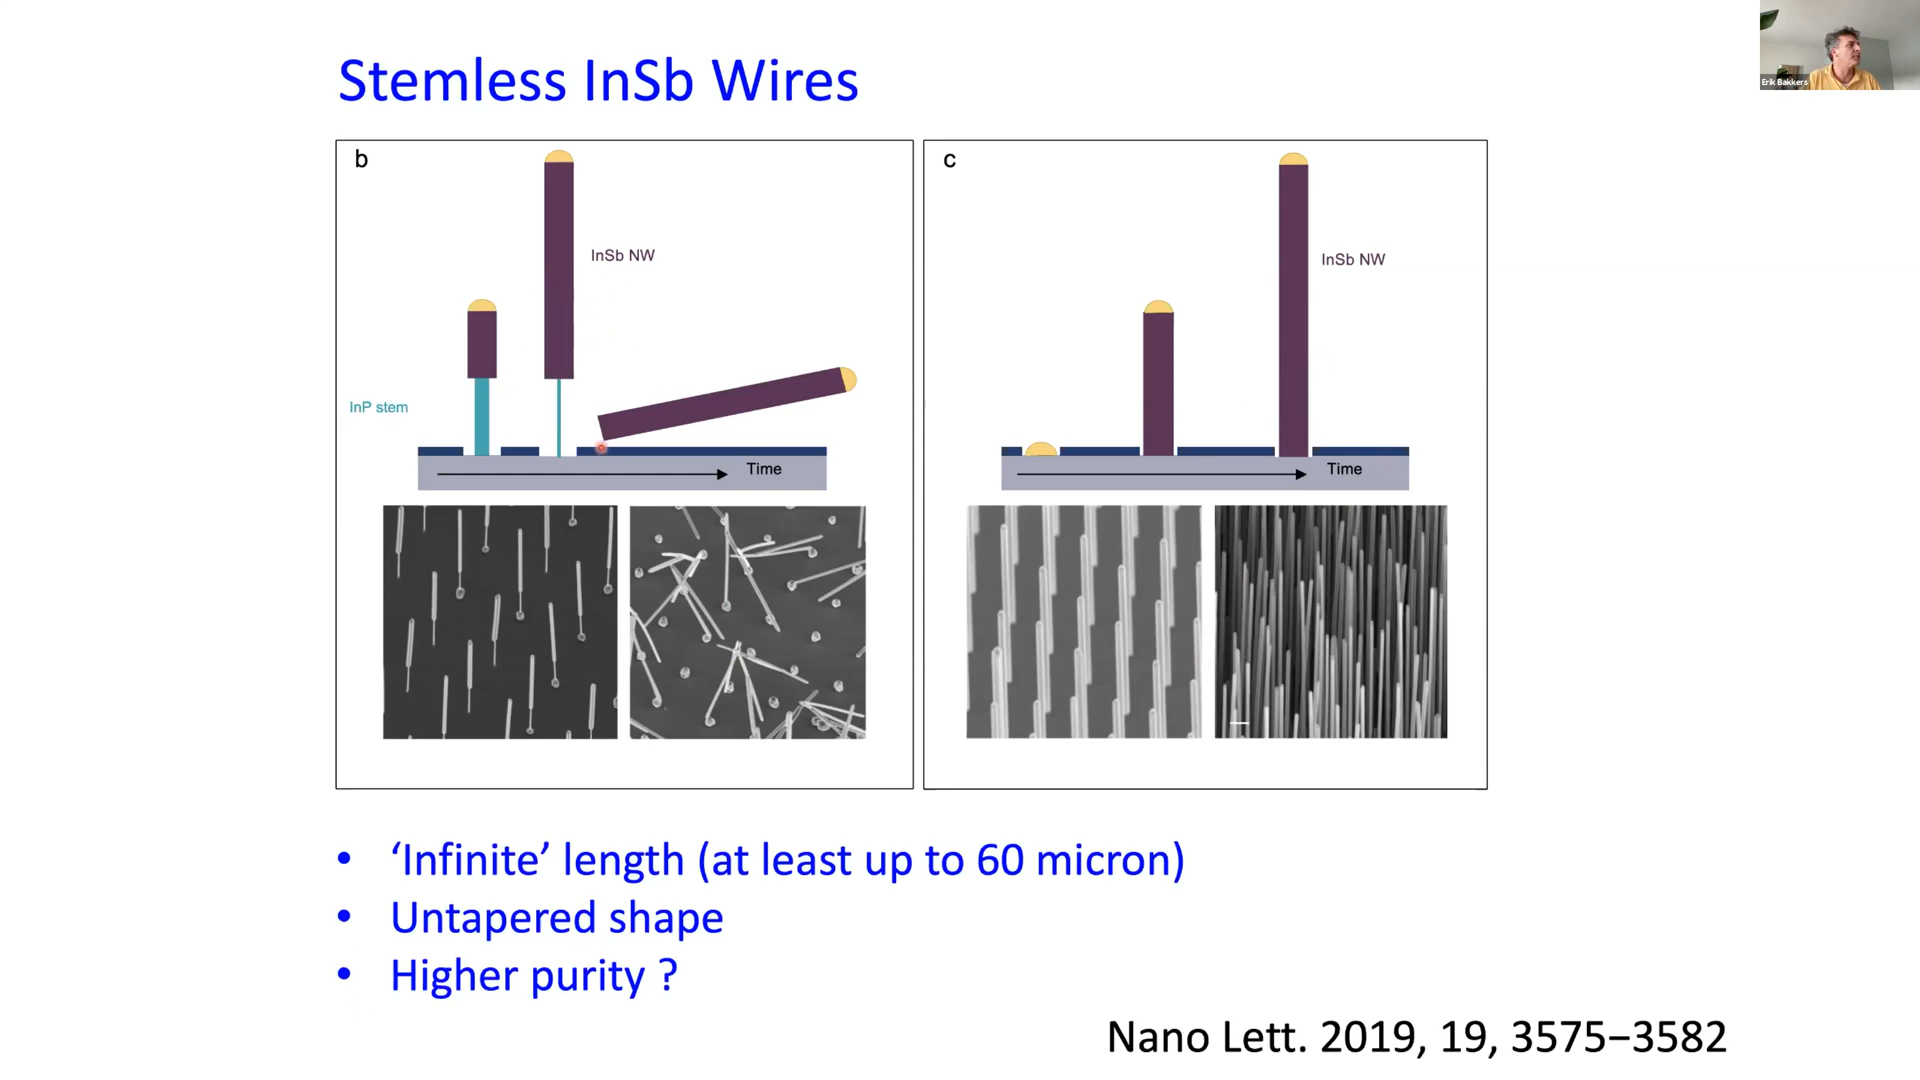 Stemless InSb Wires
Erik Bakkers
b
InSb NW
InP stem
Time
c
InSb NW
Time
• ‘Infinite’ length (at least up to 60 micron)
• Untapered shape
• Higher purity ?
Nano Lett. 2019, 19, 3575−3582